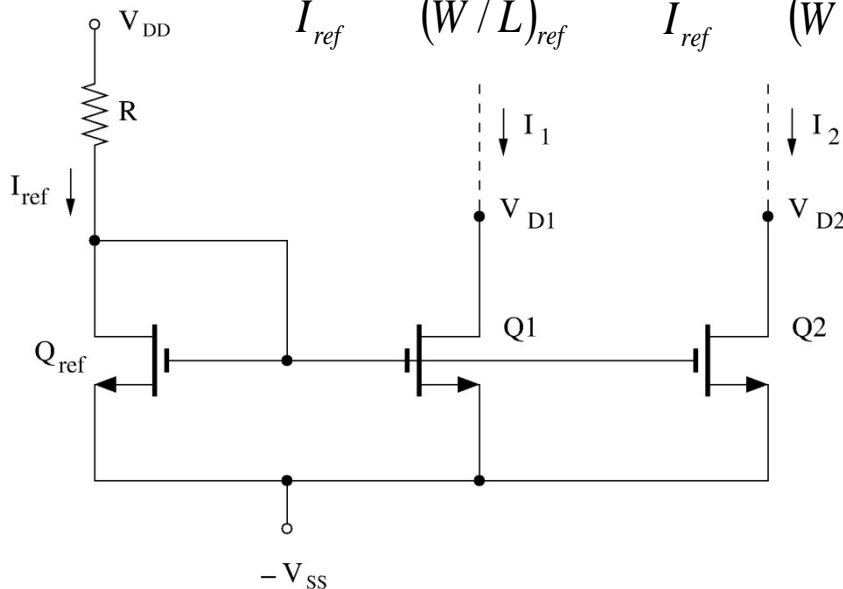 I_ref (W / L)_ref I_ref (W
V_DD
R
I_1
I_2
I_ref
V_D1
V_D2
Q_ref
Q1
Q2
– V_SS